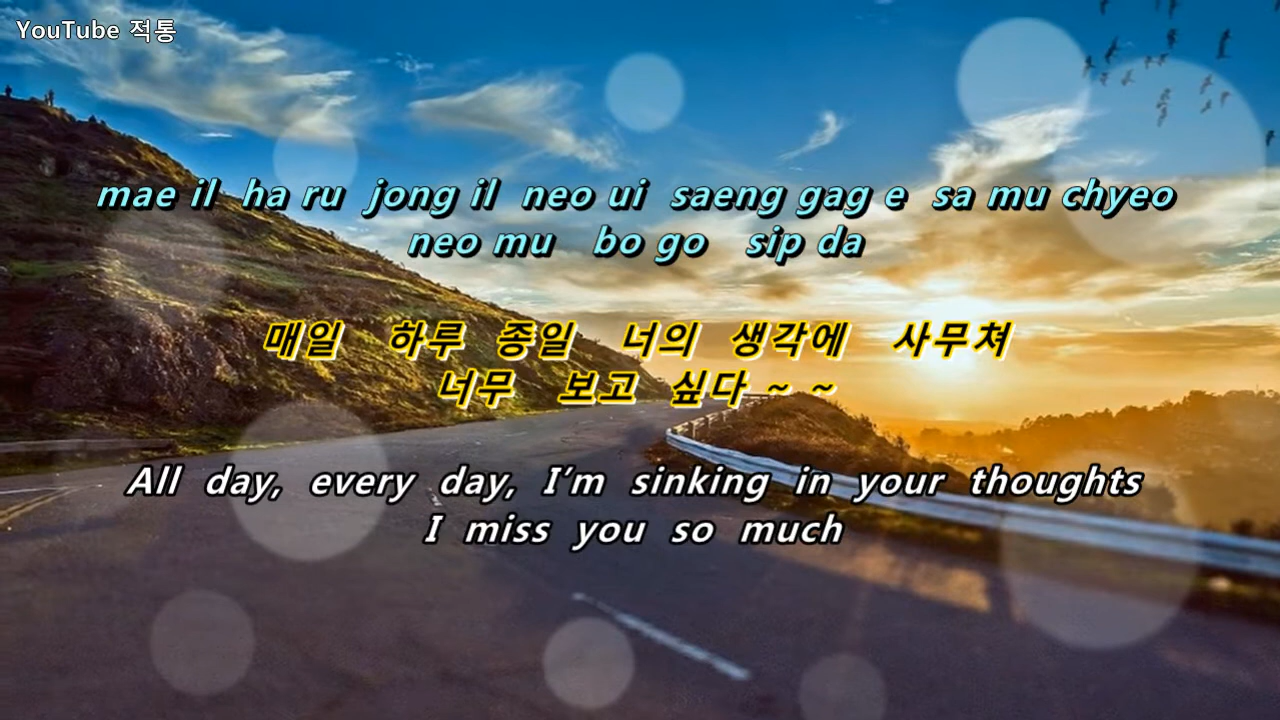 YouTube 적통
mae il ha ru jong il neo ui saeng gag e sa mu chyeo
neo mu bo go sip da
매일 하루 종일 너의 생각에 사무쳐
너무 보고 싶다 ~ ~
All day, every day, I’m sinking in your thoughts
I miss you so much